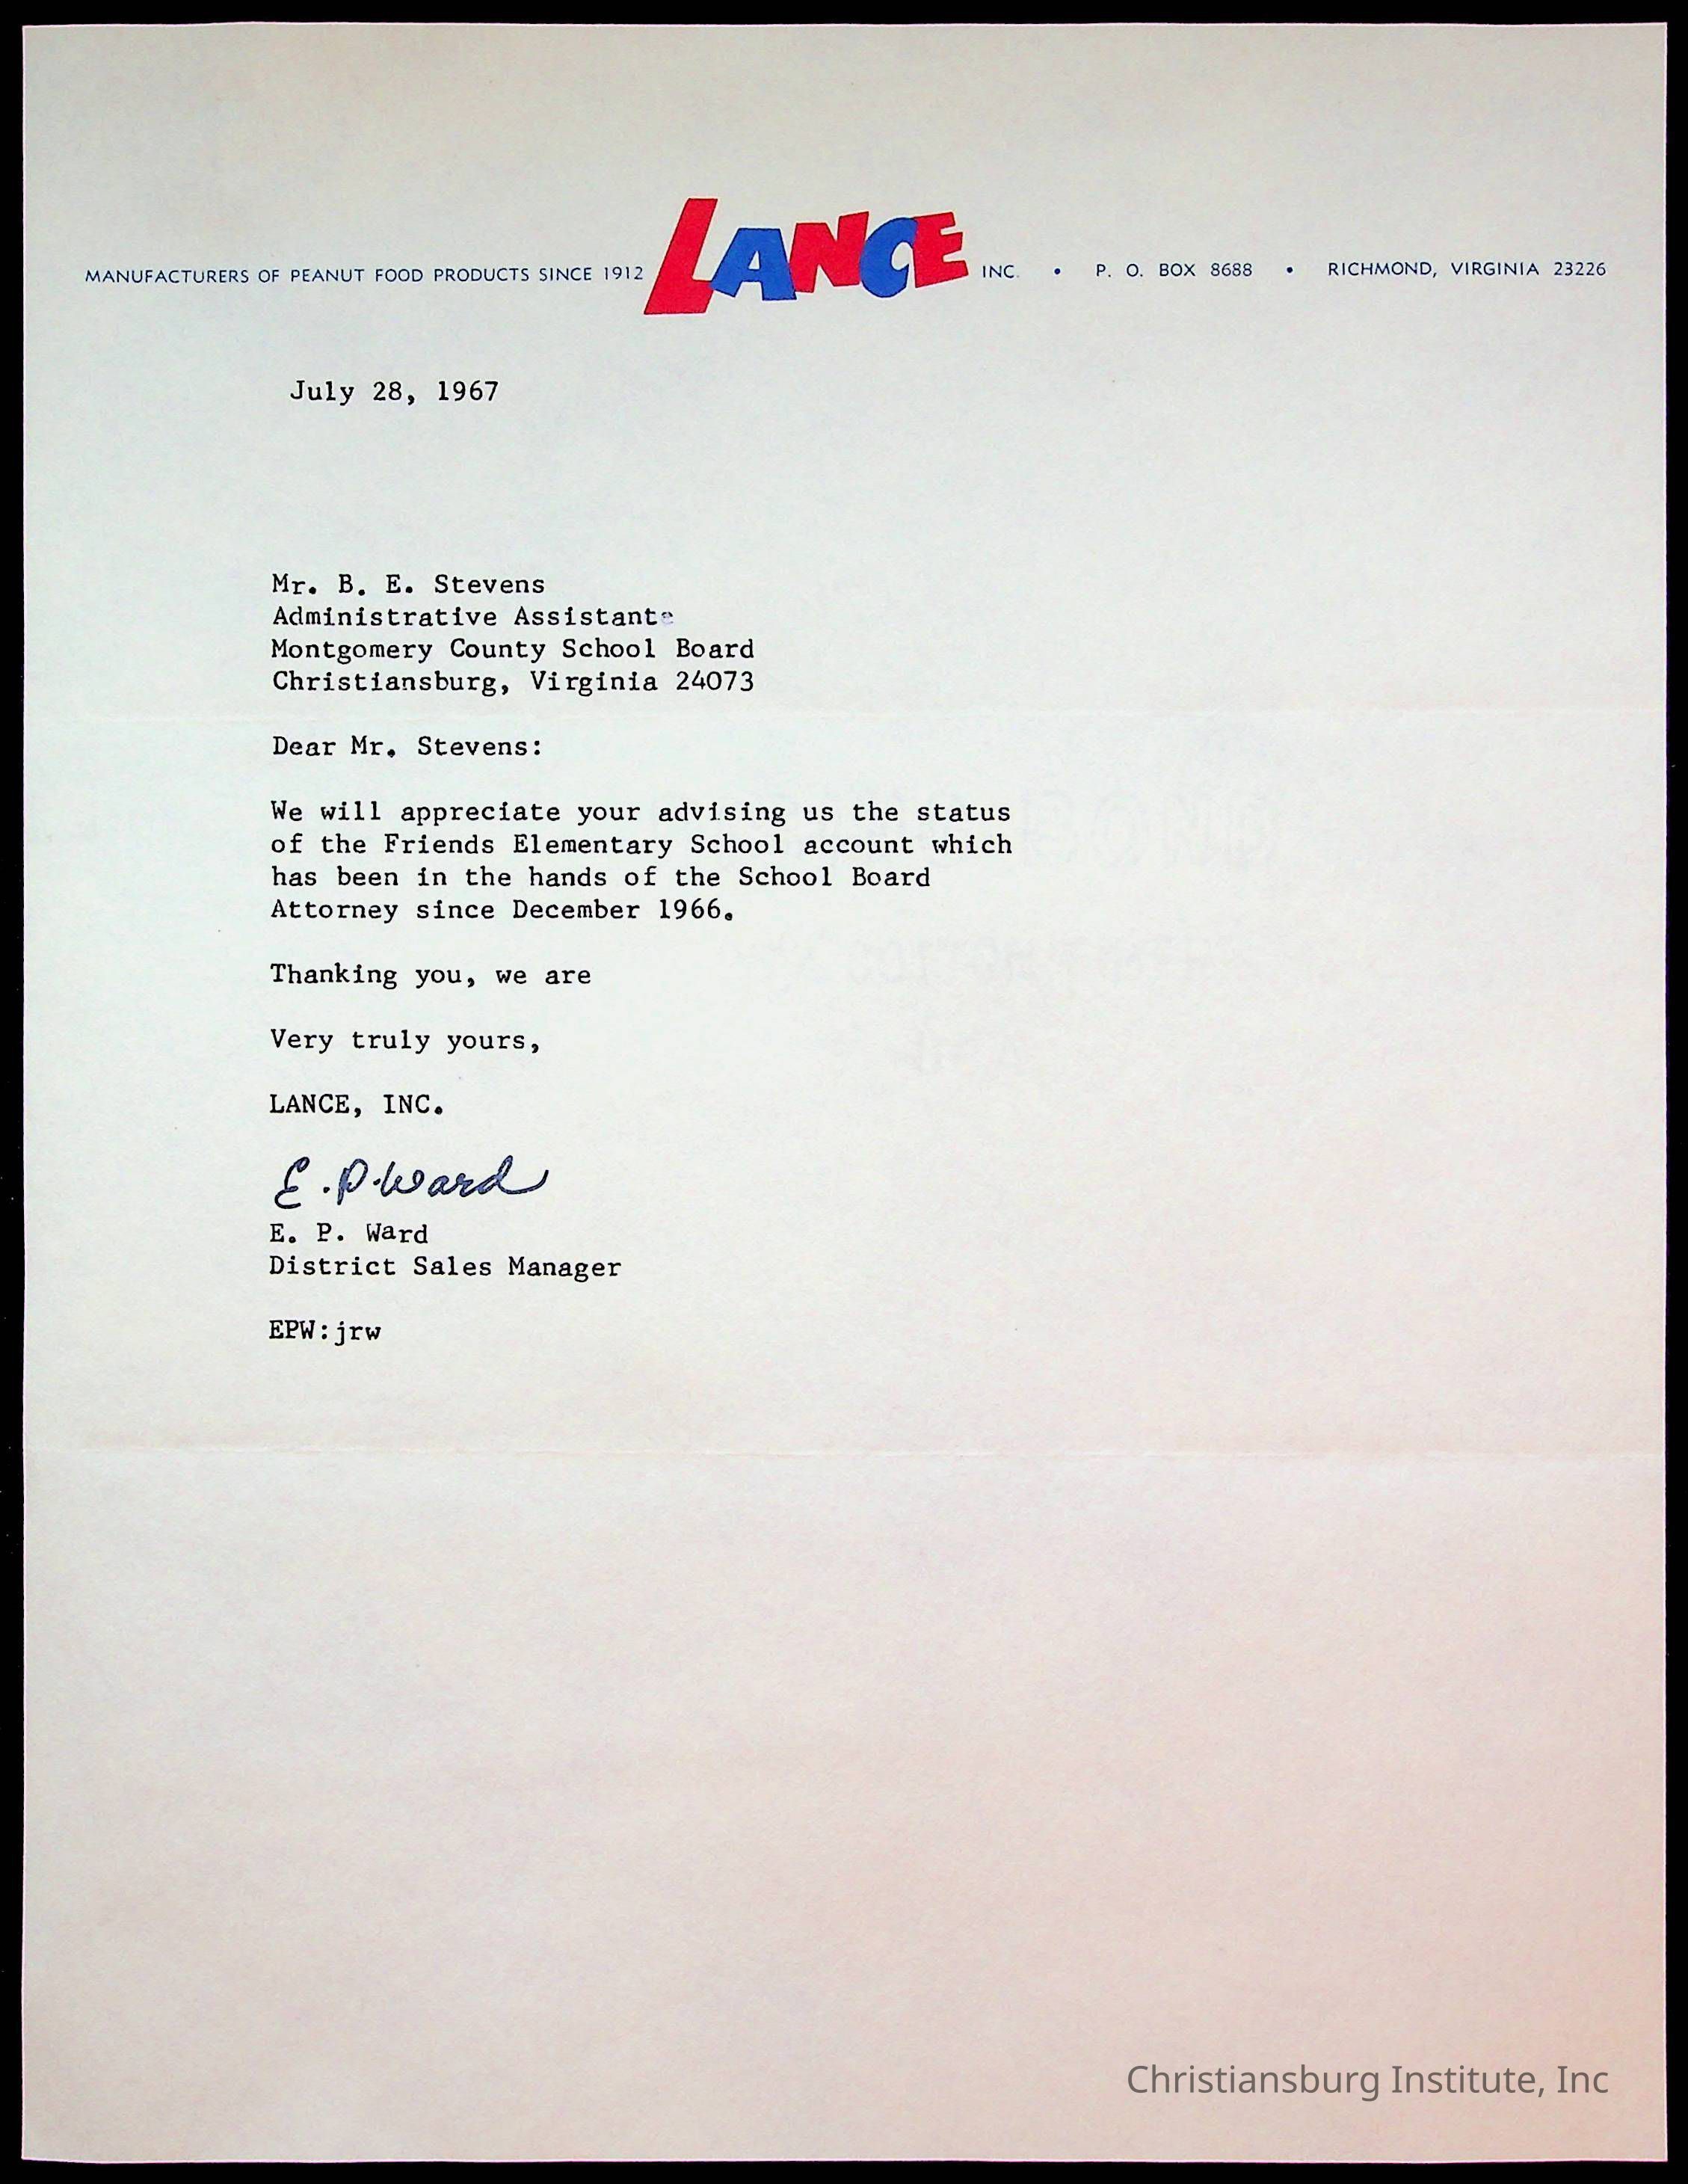 MANUFACTURERS OF PEANUT FOOD PRODUCTS SINCE 1912 LANCE INC. • P. O. BOX 8688 • RICHMOND, VIRGINIA 23226
July 28, 1967
Mr. B. E. Stevens
Administrative Assistant
Montgomery County School Board
Christiansburg, Virginia 24073
Dear Mr. Stevens:
We will appreciate your advising us the status
of the Friends Elementary School account which
has been in the hands of the School Board
Attorney since December 1966.
Thanking you, we are
Very truly yours,
LANCE, INC.
E. P. Ward
E. P. Ward
District Sales Manager
EPW:jrw
Christiansburg Institute, Inc